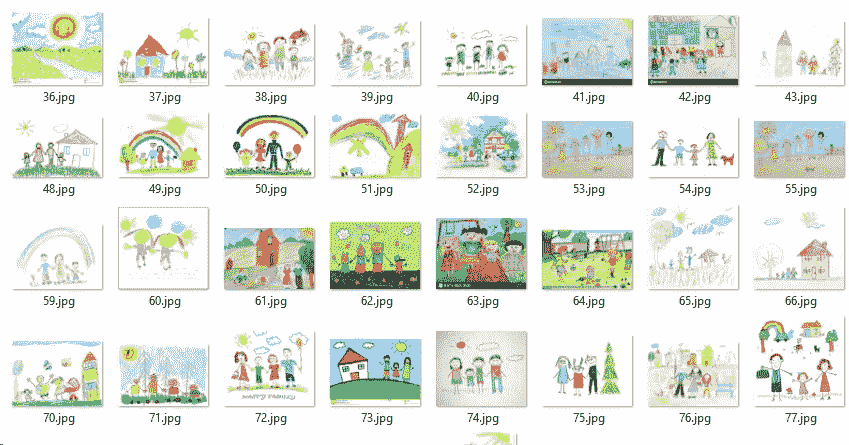 36.jpg 37.jpg 38.jpg 39.jpg 40.jpg 41.jpg 42.jpg 43.jpg
48.jpg 49.jpg 50.jpg 51.jpg 52.jpg 53.jpg 54.jpg 55.jpg
59.jpg 60.jpg 61.jpg 62.jpg 63.jpg 64.jpg 65.jpg 66.jpg
70.jpg 71.jpg 72.jpg 73.jpg 74.jpg 75.jpg 76.jpg 77.jpg